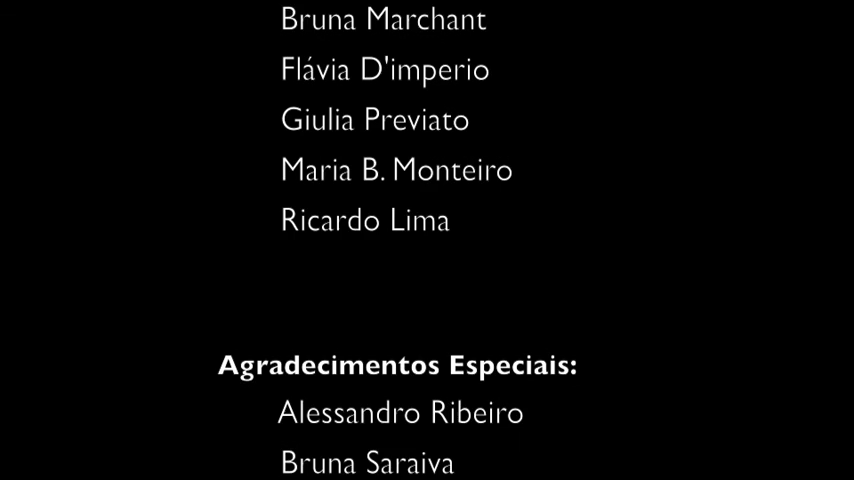 Bruna Marchant
Flávia D'imperio
Giulia Previato
Maria B. Monteiro
Ricardo Lima
Agradecimentos Especiais:
Alessandro Ribeiro
Bruna Saraiva